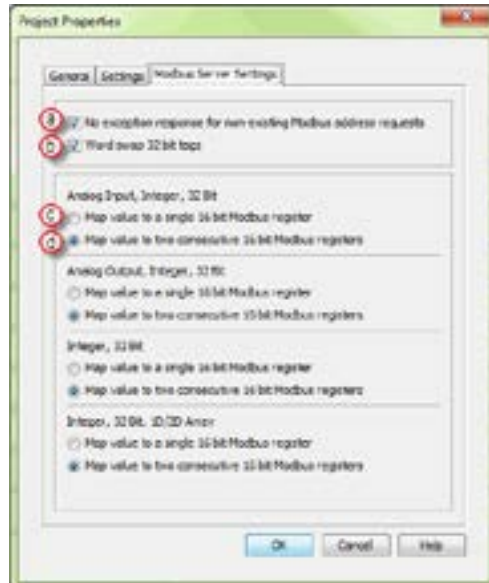 Project Properties
General Settings Modbus Server Settings
a No exception response for non-existing Modbus address requests
b Word swap 32 bit tags
Analog Input, Integer, 32 Bit
c Map value to a single 16 bit Modbus register
d Map value to two consecutive 16 bit Modbus registers
Analog Output, Integer, 32 Bit
Map value to a single 16 bit Modbus register
Map value to two consecutive 16 bit Modbus registers
Integer, 32 Bit
Map value to a single 16 bit Modbus register
Map value to two consecutive 16 bit Modbus registers
Integer, 32 Bit, 1D/2D Array
Map value to a single 16 bit Modbus register
Map value to two consecutive 16 bit Modbus registers
OK Cancel Help